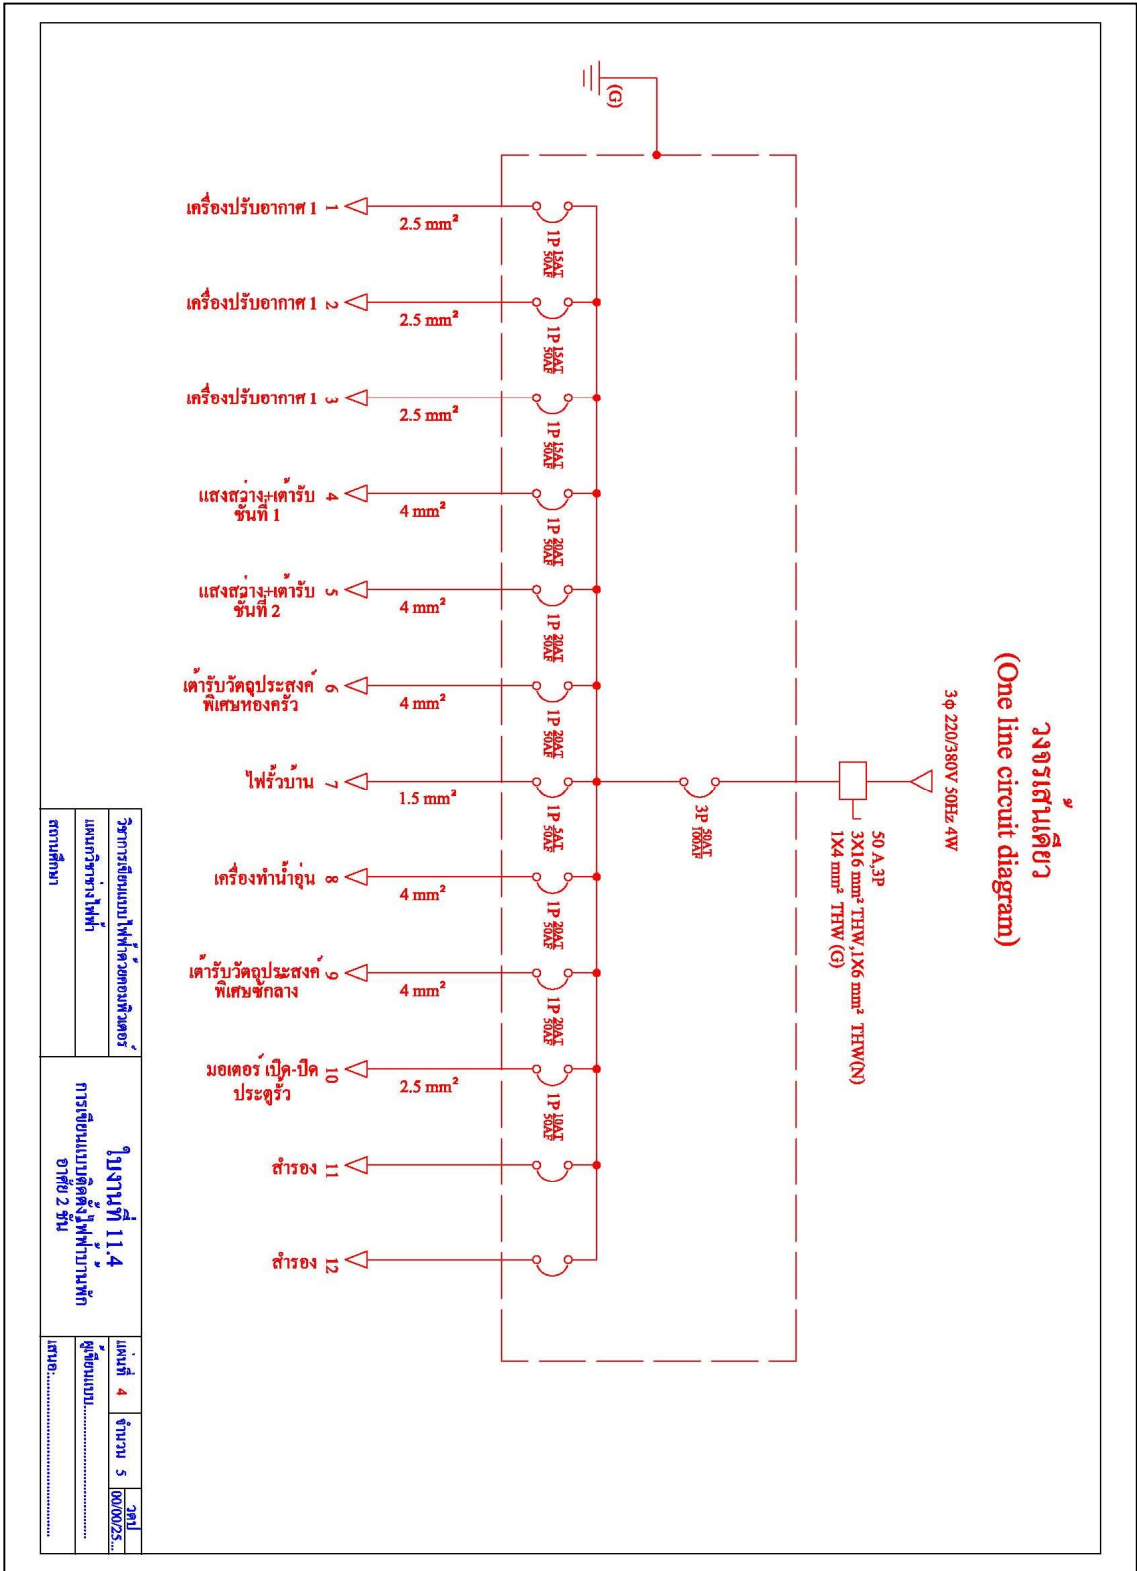 วงจรเส้นเดียว
(One line circuit diagram)
3ф 220/380V 50Hz 4W
50 A,3P
3X16 mm² THW,1X6 mm² THW(N)
1X4 mm² THW (G)
3P 50AT
100AF
(G)
เครื่องปรับอากาศ 1 1
2.5 mm²
1P 15AT
50AF
เครื่องปรับอากาศ 1 2
2.5 mm²
1P 15AT
50AF
เครื่องปรับอากาศ 1 3
2.5 mm²
1P 15AT
50AF
แสงสว่าง+เต้ารับ 4
ชั้นที่ 1
4 mm²
1P 20AT
50AF
แสงสว่าง+เต้ารับ 5
ชั้นที่ 2
4 mm²
1P 20AT
50AF
เต้ารับวัตถุประสงค์ 6
พิเศษหองครัว
4 mm²
1P 20AT
50AF
ไฟรั้วบ้าน 7
1.5 mm²
1P 5AT
50AF
เครื่องทำน้ำอุ่น 8
4 mm²
1P 20AT
50AF
เต้ารับวัตถุประสงค์ 9
พิเศษซักล้าง
4 mm²
1P 20AT
50AF
มอเตอร์ เปิด-ปิด 10
ประตูรั้ว
2.5 mm²
1P 10AT
50AF
สำรอง 11
สำรอง 12
วิชาการเขียนแบบไฟฟ้าด้วยคอมพิวเตอร์
แผนกวิชาช่างไฟฟ้า
สถานศึกษา
ใบงานที่ 11.4
การเขียนแบบติดตั้งไฟฟ้าบ้านพัก
อาศัย 2 ชั้น
แผ่นที่ 4 จำนวน 5 วดป
00/00/25...
ผู้เขียนแบบ..............................
เสนอ:..............................